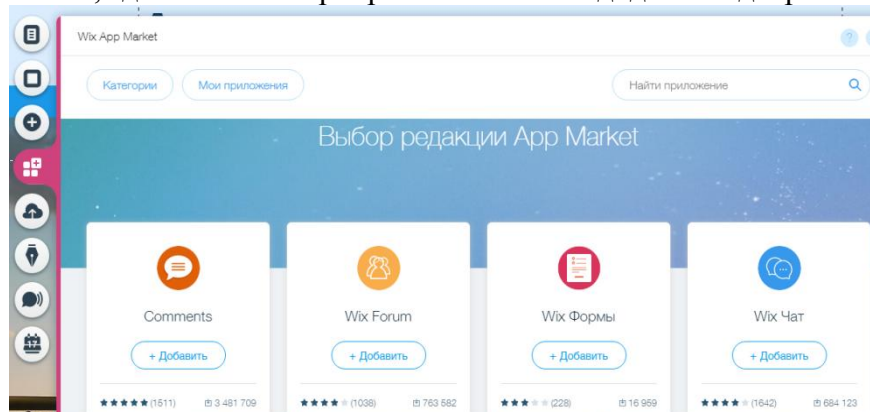 Wix App Market
?
Категории Мои приложения Найти приложение
Выбор редакции App Market
Comments Wix Forum Wix Формы Wix Чат
+ Добавить + Добавить + Добавить + Добавить
(1511) 3 481 709 (1038) 763 582 (228) 16 959 (1642) 684 123
17